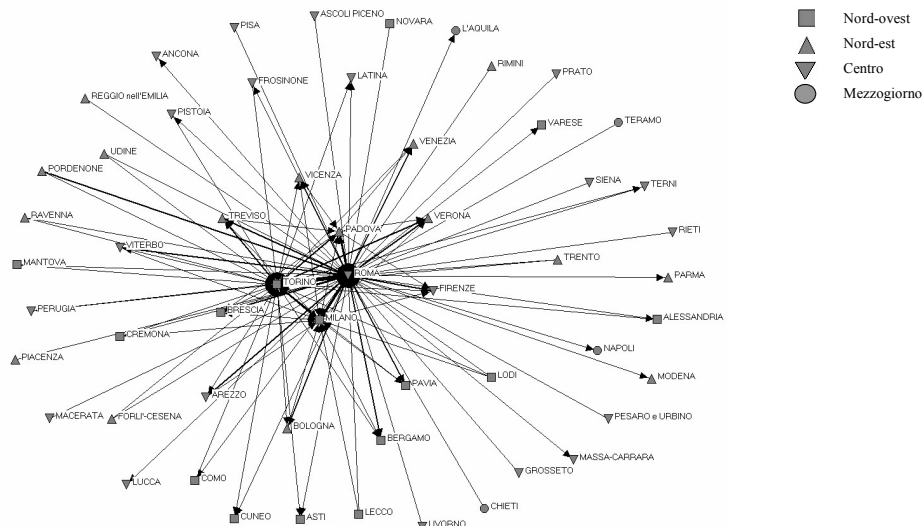 ASCOLI PICENO
PISA
NOVARA
L'AQUILA
ANCONA
RIMINI
LATINA
PRATO
FROSINONE
REGGIO nell'EMILIA
PISTOIA
VARESE
TERAMO
VENEZIA
UDINE
PORDENONE
VICENZA
SIENA
TERNI
RAVENNA
TREVISO
VERONA
PADOVA
RIETI
VITERBO
MANTOVA
TRENTO
ROMA
PARMA
TORINO
FIRENZE
PERUGIA
BRESCIA
MILANO
ALESSANDRIA
CREMONA
NAPOLI
PIACENZA
LODI
MODENA
PAVIA
AREZZO
MACERATA
FORLI'-CESENA
PESARO e URBINO
BOLOGNA
BERGAMO
MASSA-CARRARA
GROSSETO
LUCCA
COMO
CHIETI
LECCO
CUNEO
ASTI
LIVORNO
Nord-ovest
Nord-est
Centro
Mezzogiorno